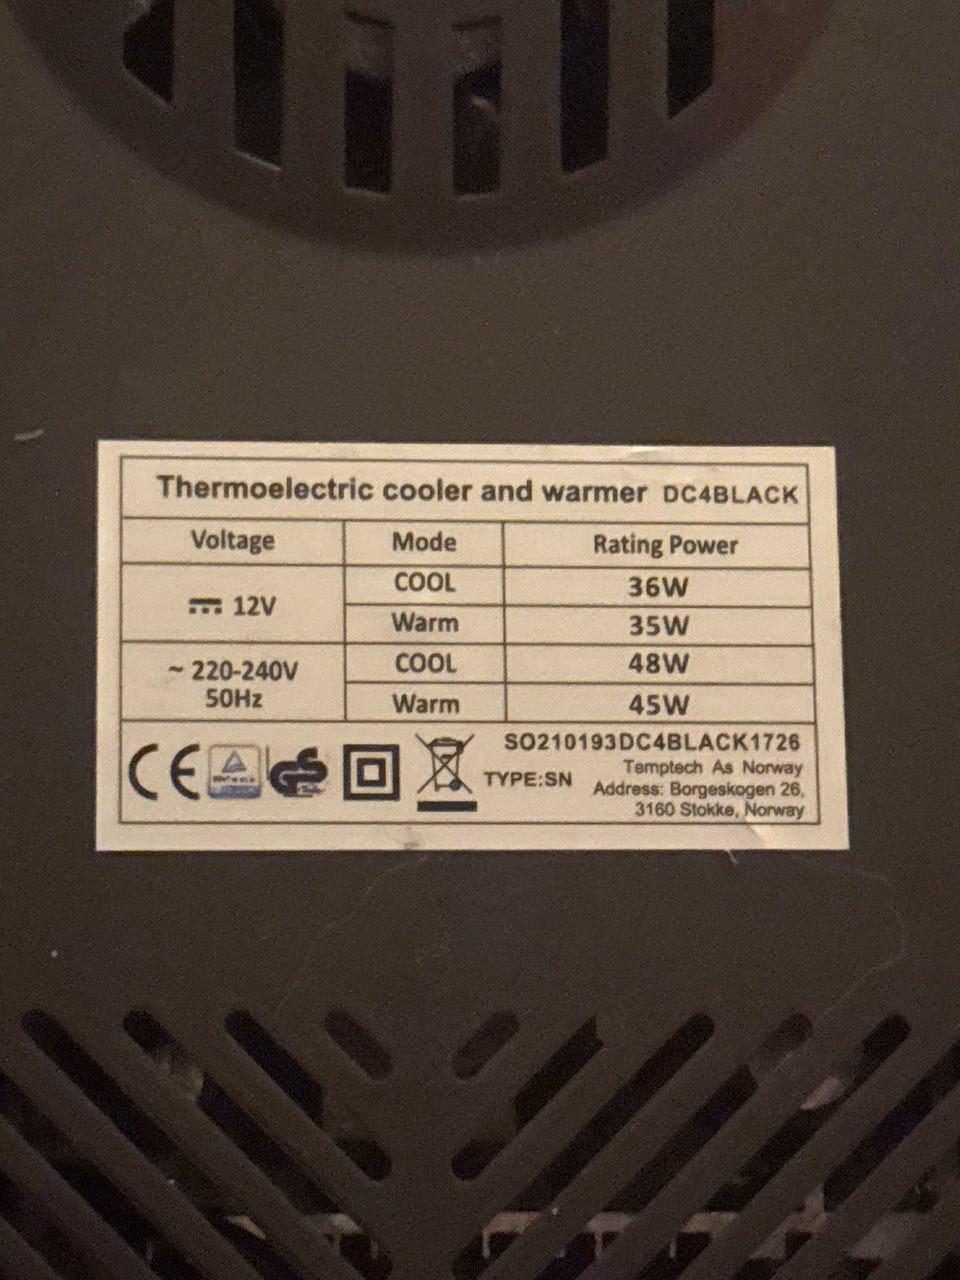 Thermoelectric cooler and warmer DC4BLACK
Voltage Mode Rating Power
12V COOL 36W
Warm 35W
~ 220-240V 50Hz COOL 48W
Warm 45W
CE
SO210193DC4BLACK1726
TYPE:SN
Temptech As Norway
Address: Borgeskogen 26,
3160 Stokke, Norway